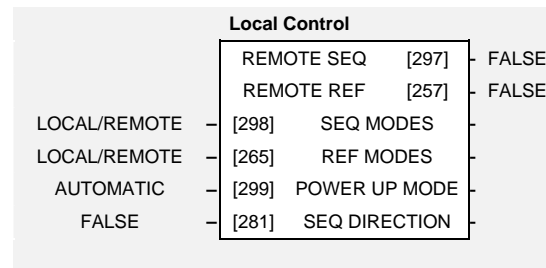 Local Control
REMOTE SEQ [297] – FALSE
REMOTE REF [257] – FALSE
LOCAL/REMOTE – [298] SEQ MODES –
LOCAL/REMOTE – [265] REF MODES –
AUTOMATIC – [299] POWER UP MODE –
FALSE – [281] SEQ DIRECTION –